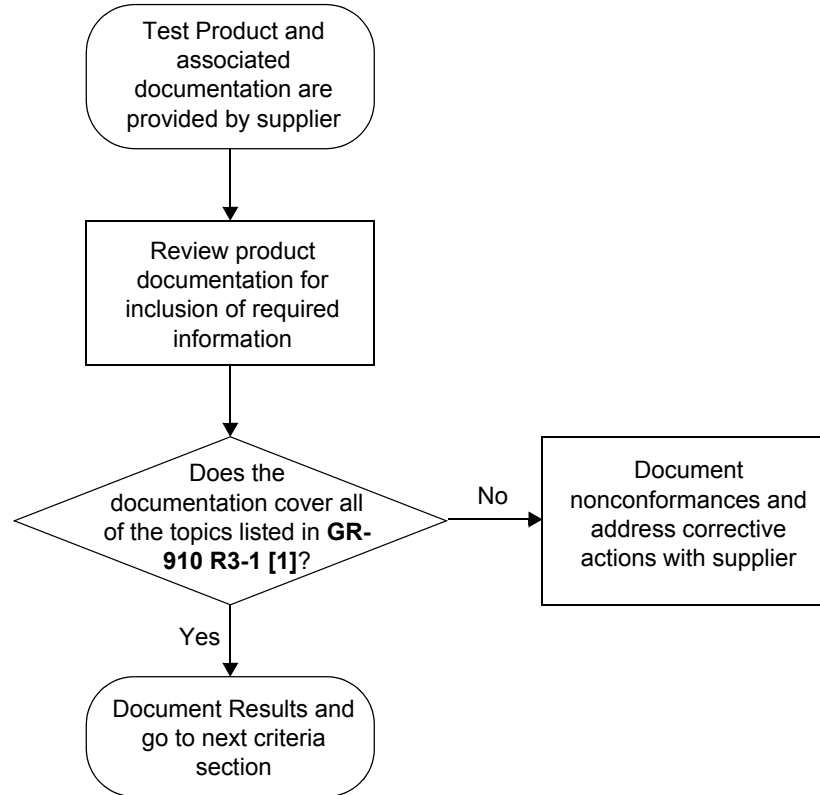 Test Product and
associated
documentation are
provided by supplier
Review product
documentation for
inclusion of required
information
Does the
documentation cover all
of the topics listed in GR-
910 R3-1 [1]?
No
Document
nonconformances and
address corrective
actions with supplier
Yes
Document Results and
go to next criteria
section